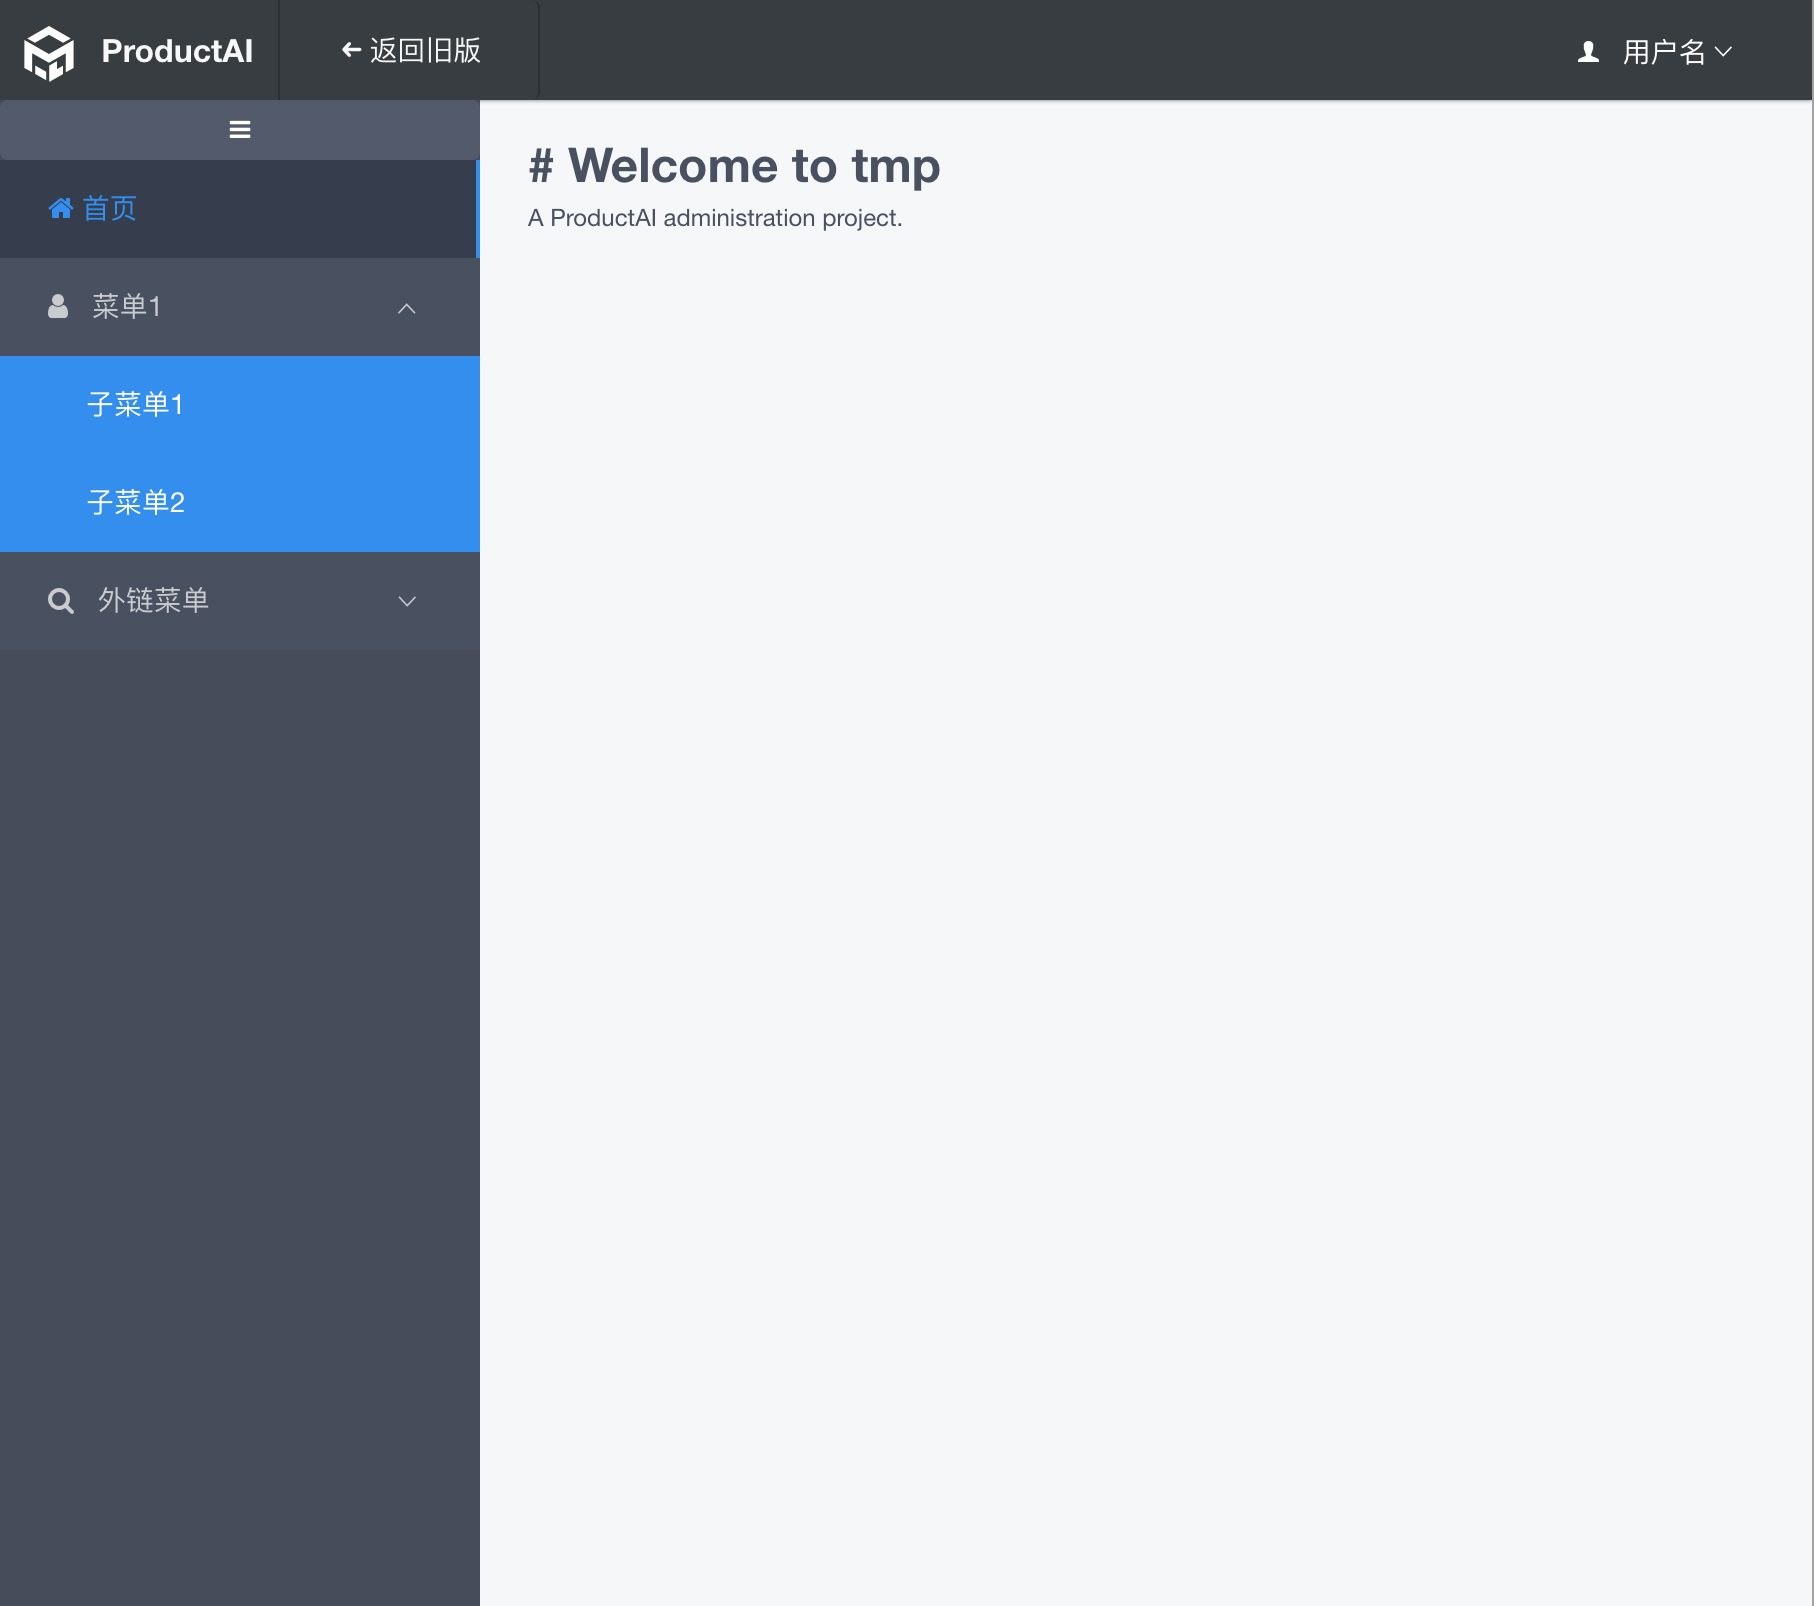 ProductAI
返回旧版
用户名
# Welcome to tmp
A ProductAI administration project.
首页
菜单1
子菜单1
子菜单2
外链菜单